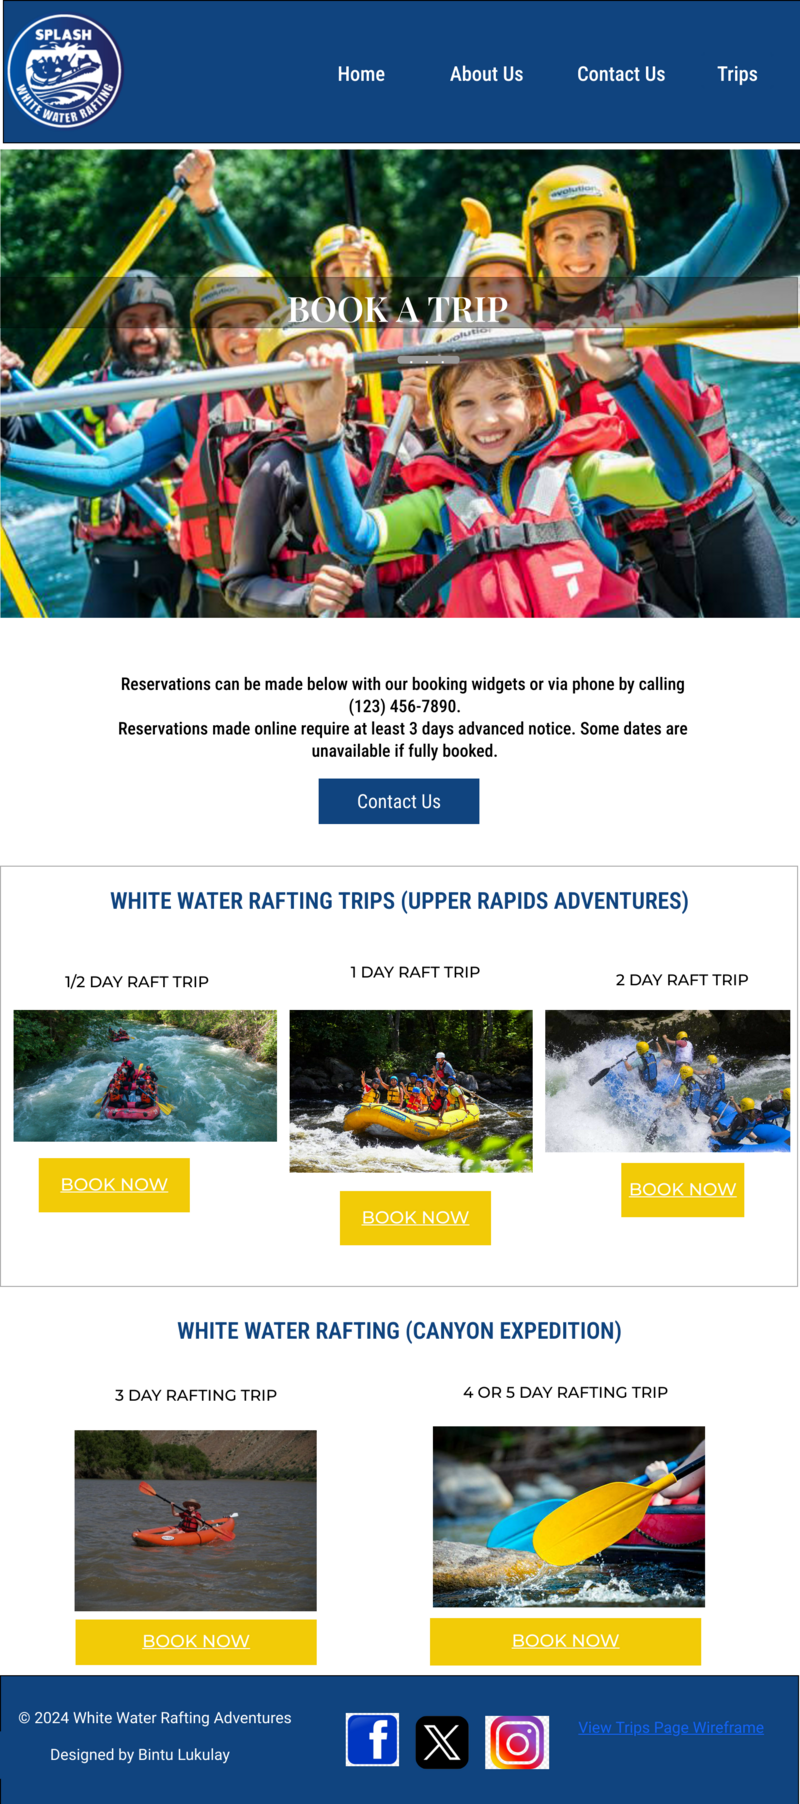 SPLASH
WHITE WATER RAFTING
Home
About Us
Contact Us
Trips
evolution
BOOK A TRIP
Reservations can be made below with our booking widgets or via phone by calling
(123) 456-7890.
Reservations made online require at least 3 days advanced notice. Some dates are
unavailable if fully booked.
Contact Us
WHITE WATER RAFTING TRIPS (UPPER RAPIDS ADVENTURES)
1/2 DAY RAFT TRIP
1 DAY RAFT TRIP
2 DAY RAFT TRIP
BOOK NOW
BOOK NOW
BOOK NOW
WHITE WATER RAFTING (CANYON EXPEDITION)
3 DAY RAFTING TRIP
4 OR 5 DAY RAFTING TRIP
BOOK NOW
BOOK NOW
© 2024 White Water Rafting Adventures
Designed by Bintu Lukulay
View Trips Page Wireframe